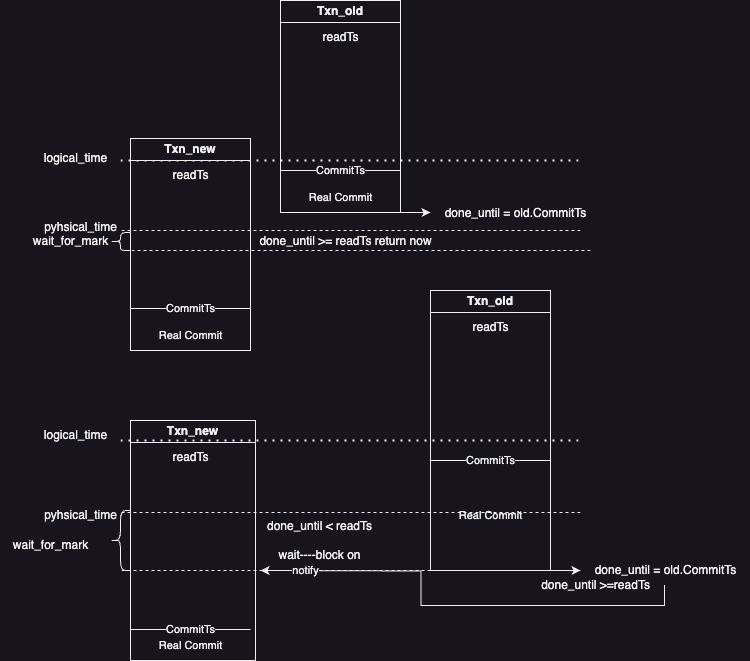 Txn_old
readTs
logical_time
Txn_new
CommitTs
readTs
Real Commit
done_until = old.CommitTs
pyhsical_time
wait_for_mark
done_until >= readTs return now
CommitTs
Real Commit
Txn_old
readTs
Txn_new
logical_time
readTs
CommitTs
pyhsical_time
Real Commit
done_until < readTs
wait_for_mark
wait----block on
notify
done_until = old.CommitTs
done_until >=readTs
CommitTs
Real Commit